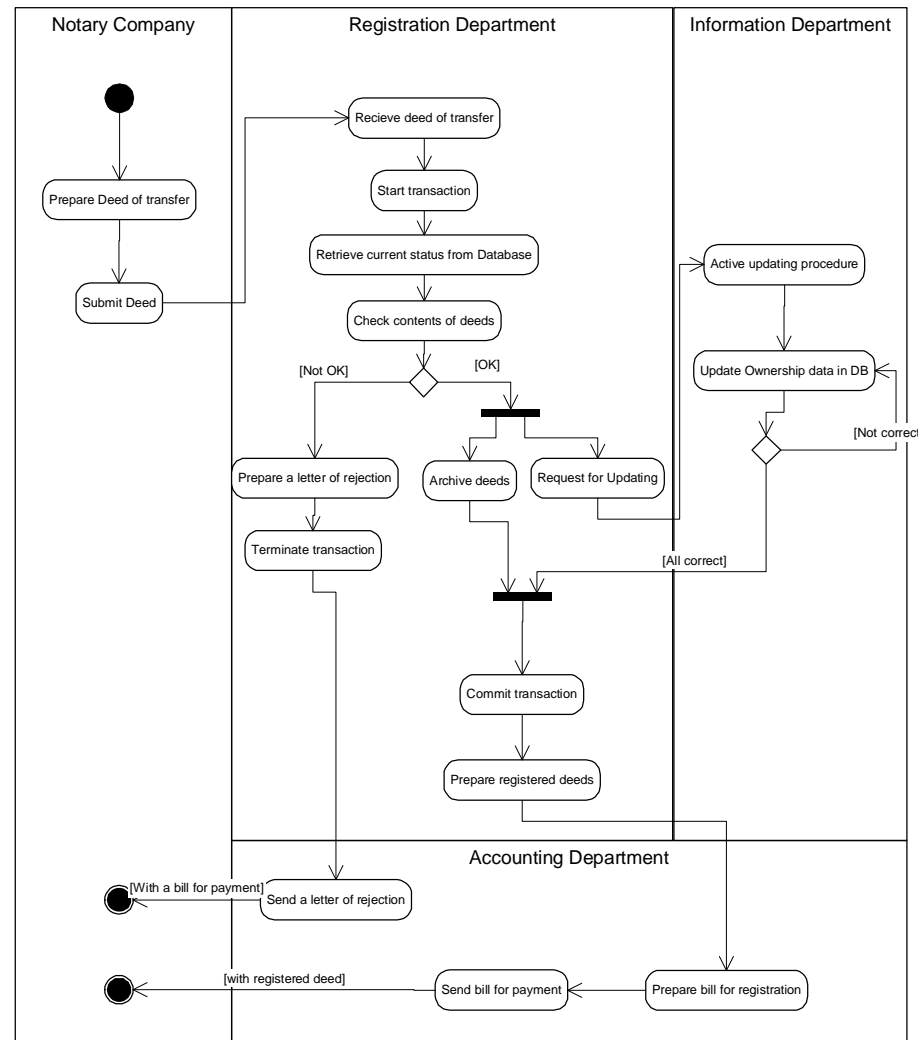 Notary Company
Registration Department
Information Department
Recieve deed of transfer
Prepare Deed of transfer
Start transaction
Retrieve current status from Database
Active updating procedure
Submit Deed
Check contents of deeds
[Not OK]
[OK]
Update Ownership data in DB
[Not correct
Prepare a letter of rejection
Archive deeds
Request for Updating
Terminate transaction
[All correct]
Commit transaction
Prepare registered deeds
Accounting Department
[With a bill for payment]
Send a letter of rejection
[with registered deed]
Send bill for payment
Prepare bill for registration